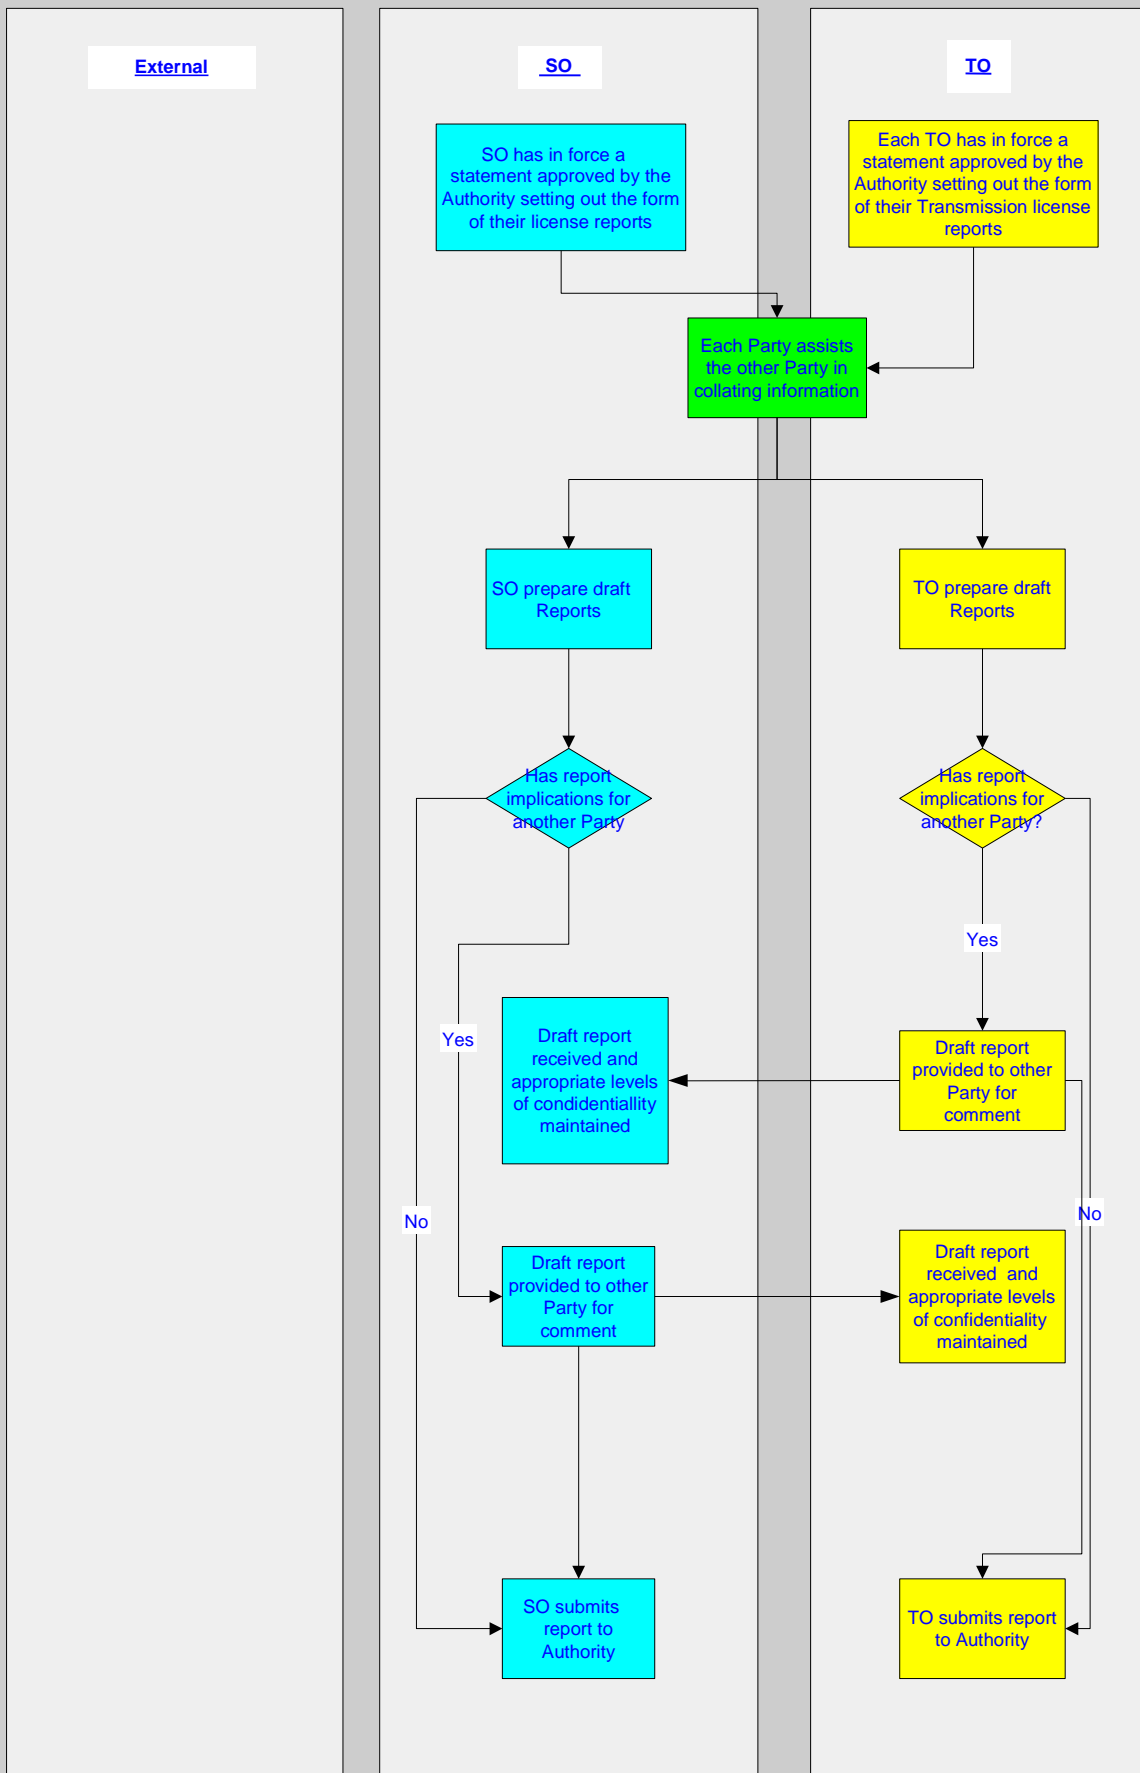 External
SO
TO
SO has in force a
statement approved by the
Authority setting out the form
of their license reports
Each TO has in force a
statement approved by the
Authority setting out the form
of their Transmission license
reports
Each Party assists
the other Party in
collating information
SO prepare draft
Reports
TO prepare draft
Reports
Has report
implications for
another Party
Has report
implications for
another Party?
Yes
Yes
Draft report
received and
appropriate levels
of condidentiallity
maintained
Draft report
provided to other
Party for
comment
No
No
Draft report
provided to other
Party for
comment
Draft report
received  and
appropriate levels
of confidentiality
maintained
SO submits
report to
Authority
TO submits report
to Authority